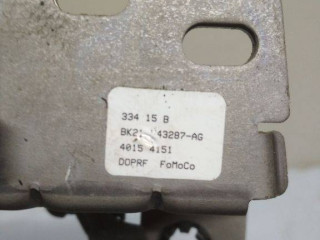 334 15 B
BK21 43287-AG
4015 4151
DDPRF FoMoCo